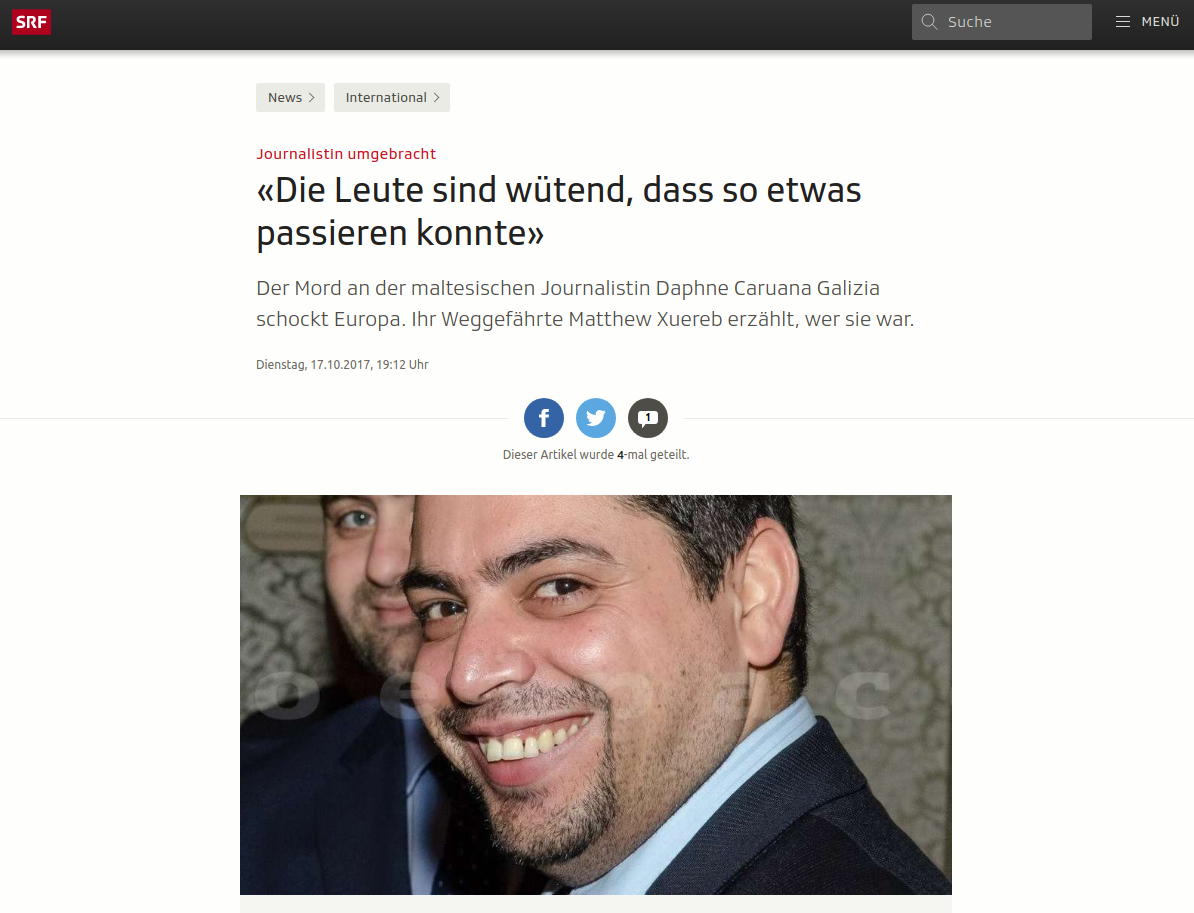 SRF
Suche
MENÜ
News
International
Journalistin umgebracht
«Die Leute sind wütend, dass so etwas
passieren konnte»
Der Mord an der maltesischen Journalistin Daphne Caruana Galizia
schockt Europa. Ihr Weggefährte Matthew Xuereb erzählt, wer sie war.
Dienstag, 17.10.2017, 19:12 Uhr
1
Dieser Artikel wurde 4-mal geteilt.